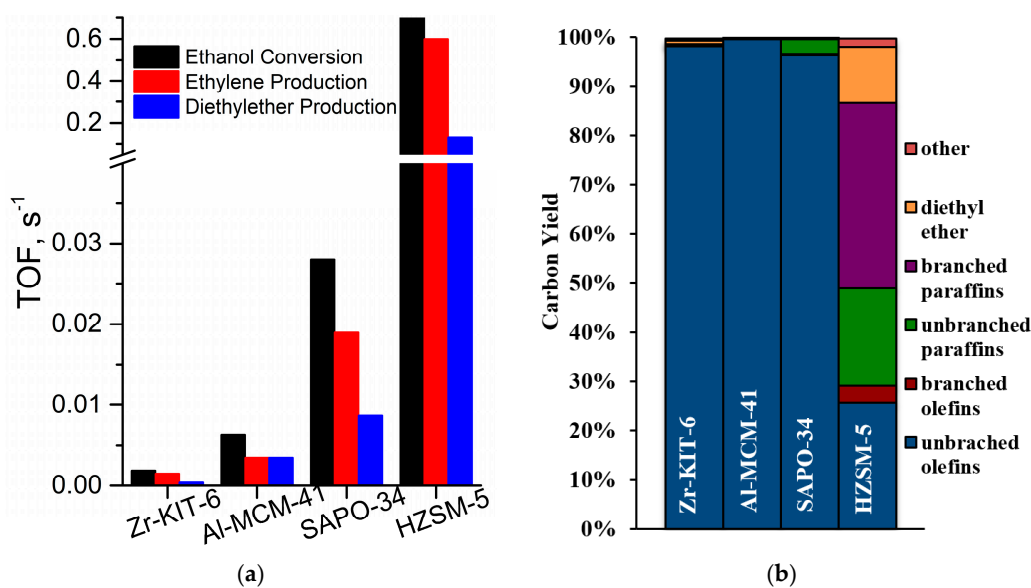 (a)
0.6
0.4
0.2
0.03
0.02
0.01
0.00
TOF, s⁻¹
Ethanol Conversion
Ethylene Production
Diethylether Production
Zr-KIT-6
Al-MCM-41
SAPO-34
HZSM-5
(a)
(b)
100%
90%
80%
70%
60%
50%
40%
30%
20%
10%
0%
Carbon Yield
Zr-KIT-6
Al-MCM-41
SAPO-34
HZSM-5
other
diethyl
ether
branched
paraffins
unbranched
paraffins
branched
olefins
unbrached
olefins
(b)